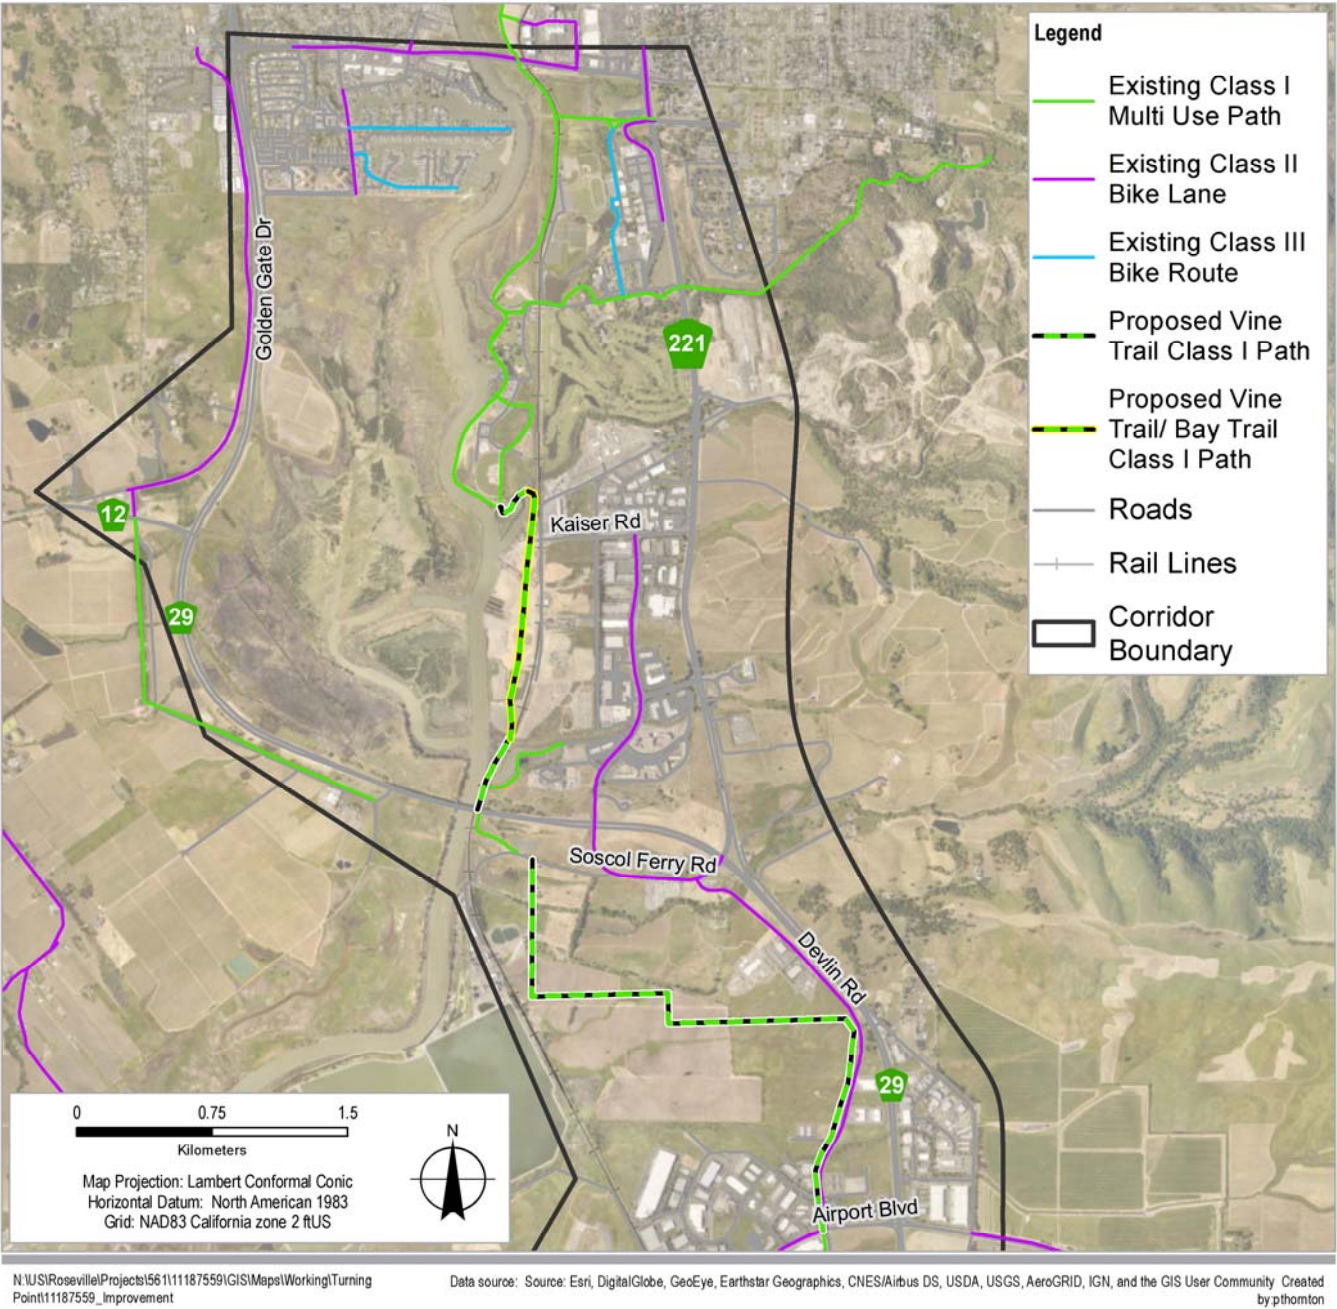 Legend
Existing Class I
Multi Use Path
Existing Class II
Bike Lane
Existing Class III
Bike Route
Proposed Vine
Trail Class I Path
Proposed Vine
Trail/ Bay Trail
Class I Path
Roads
Rail Lines
Corridor
Boundary
Golden Gate Dr
221
12
Kaiser Rd
29
Soscol Ferry Rd
Devlin Rd
29
Airport Blvd
0 0.75 1.5
Kilometers
N
Map Projection: Lambert Conformal Conic
Horizontal Datum: North American 1983
Grid: NAD83 California zone 2 ftUS
N:\US\Roseville\Projects\561\11187559\GIS\Maps\Working\Turning
Point\11187559_Improvement
Data source: Source: Esri, DigitalGlobe, GeoEye, Earthstar Geographics, CNES/Airbus DS, USDA, USGS, AeroGRID, IGN, and the GIS User Community Created
by:pthornton